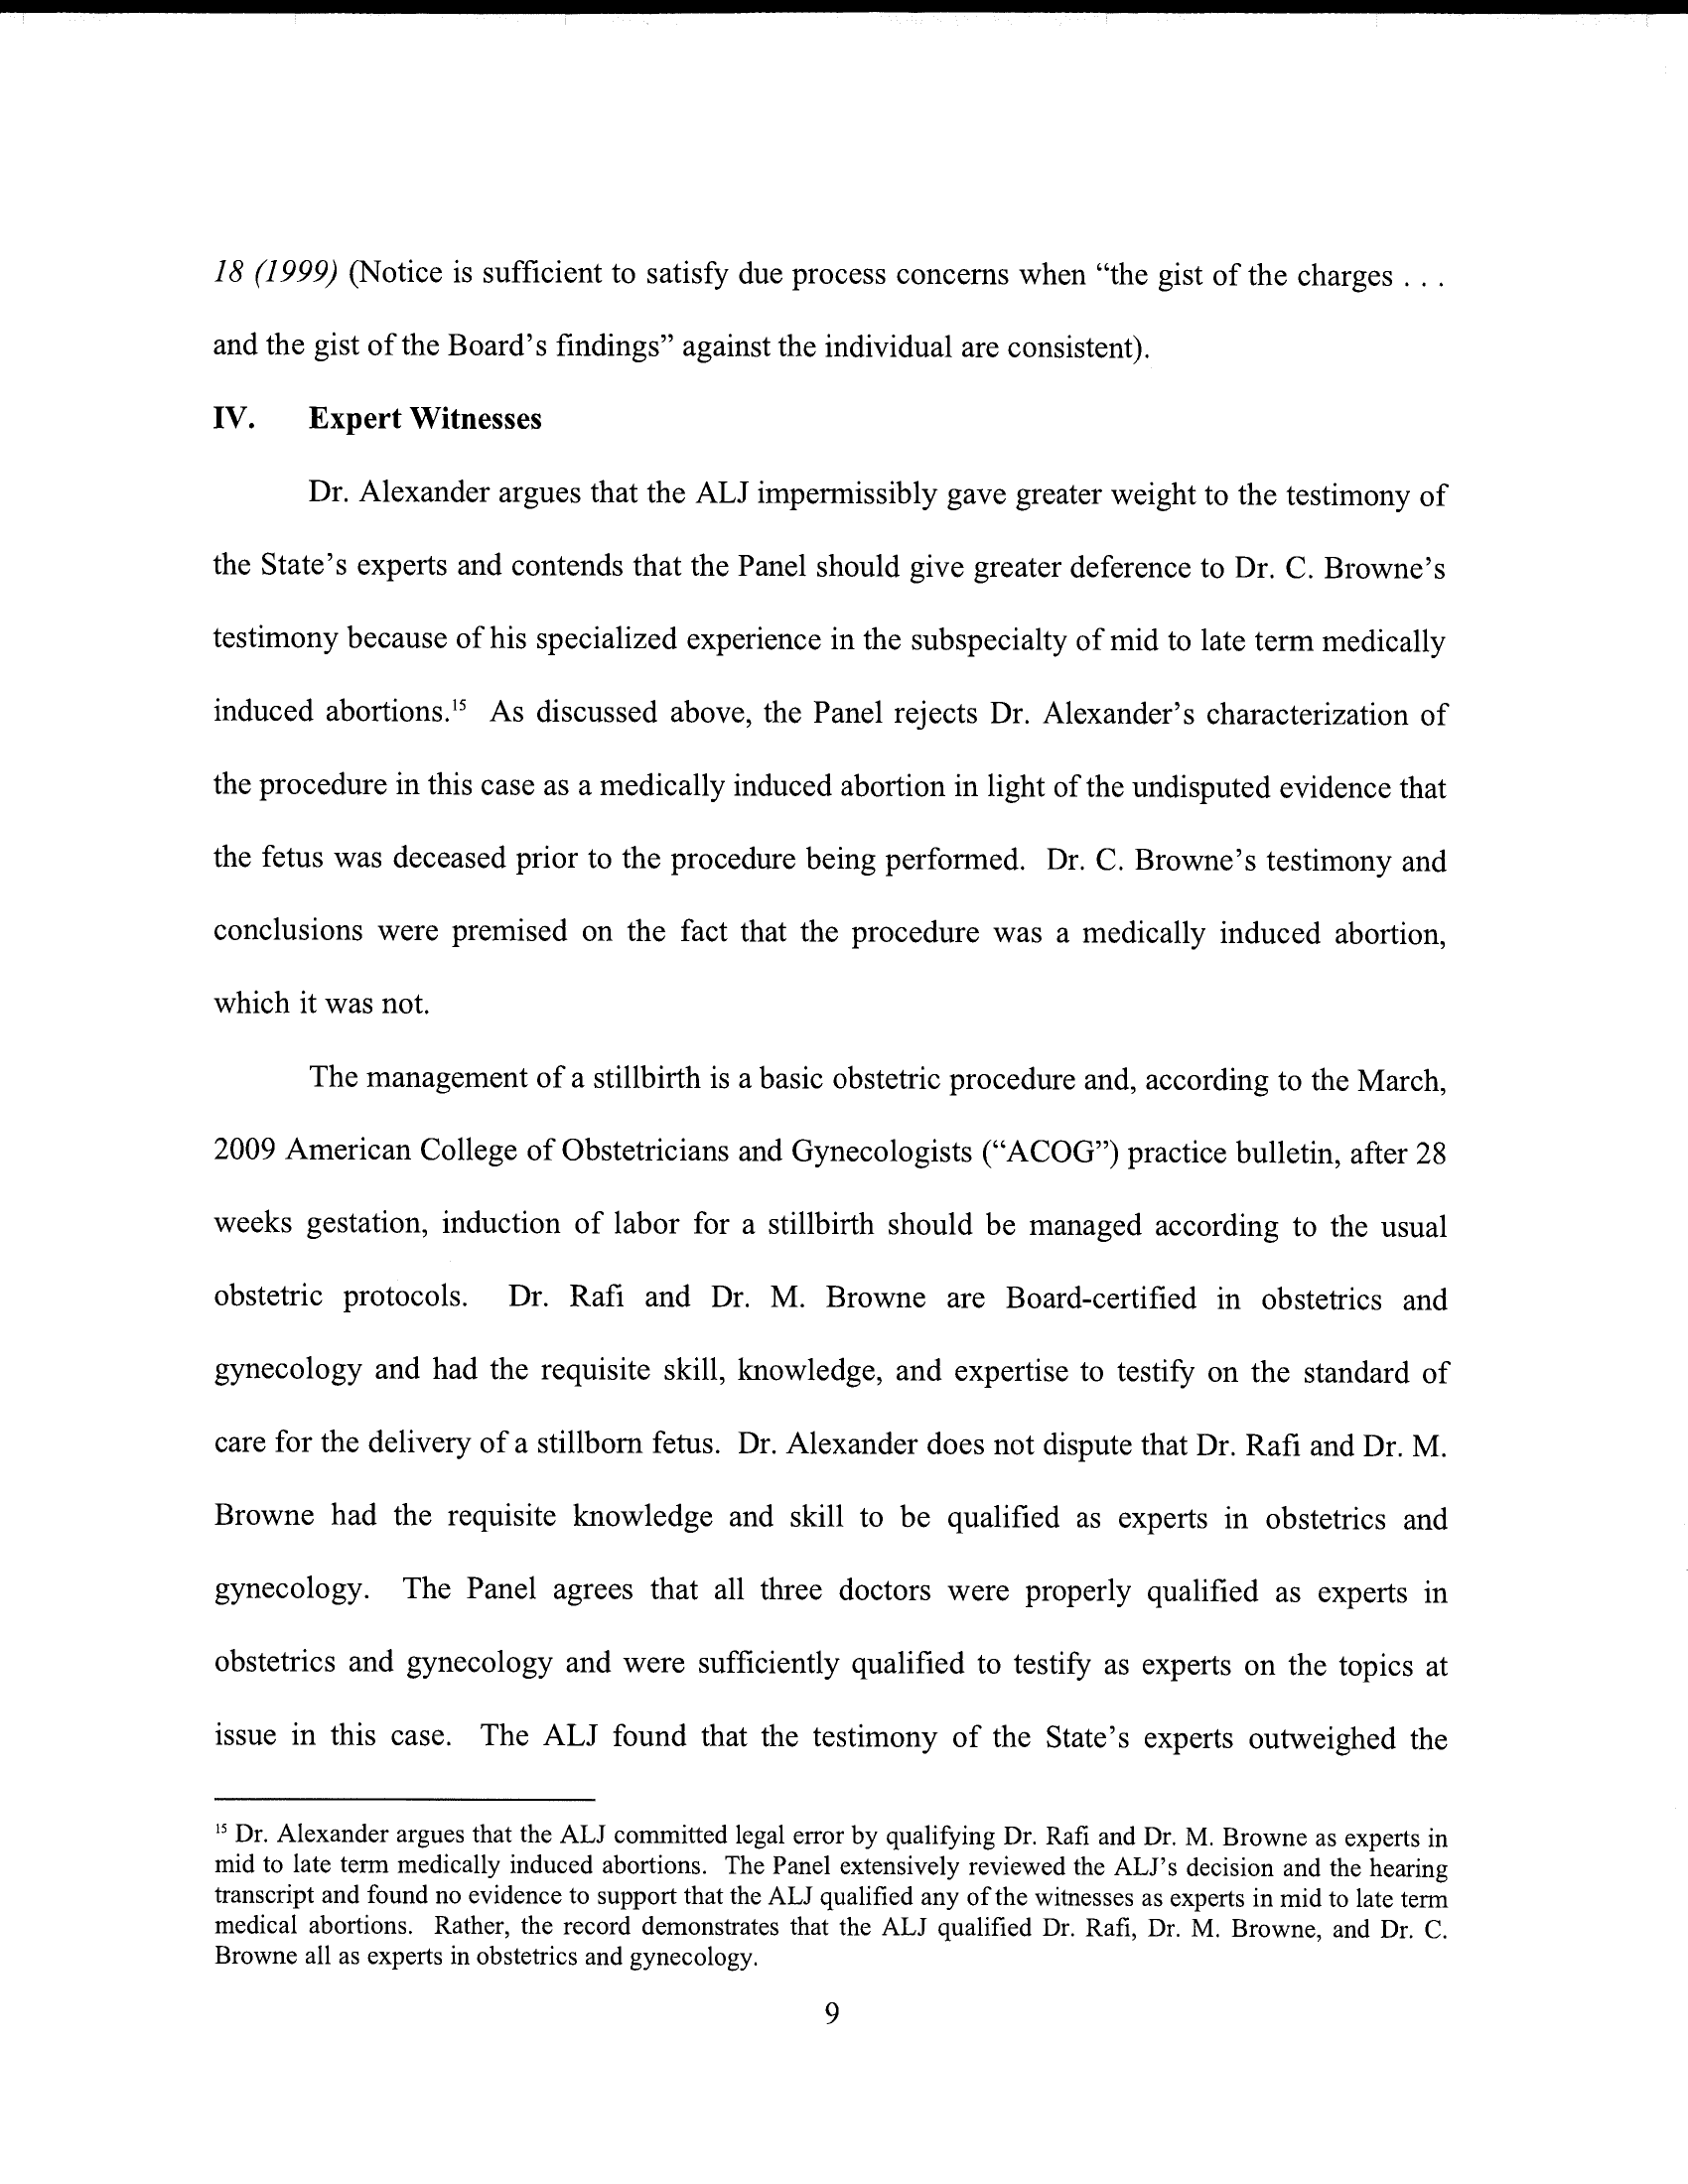 18 (1999) (Notice is sufficient to satisfy due process concerns when “the gist of the charges . . .
and the gist of the Board’s findings” against the individual are consistent).
IV. Expert Witnesses
Dr. Alexander argues that the ALJ impermissibly gave greater weight to the testimony of
the State’s experts and contends that the Panel should give greater deference to Dr. C. Browne’s
testimony because of his specialized experience in the subspecialty of mid to late term medically
induced abortions.15 As discussed above, the Panel rejects Dr. Alexander’s characterization of
the procedure in this case as a medically induced abortion in light of the undisputed evidence that
the fetus was deceased prior to the procedure being performed. Dr. C. Browne’s testimony and
conclusions were premised on the fact that the procedure was a medically induced abortion,
which it was not.
The management of a stillbirth is a basic obstetric procedure and, according to the March,
2009 American College of Obstetricians and Gynecologists (“ACOG”) practice bulletin, after 28
weeks gestation, induction of labor for a stillbirth should be managed according to the usual
obstetric protocols. Dr. Rafi and Dr. M. Browne are Board-certified in obstetrics and
gynecology and had the requisite skill, knowledge, and expertise to testify on the standard of
care for the delivery of a stillborn fetus. Dr. Alexander does not dispute that Dr. Rafi and Dr. M.
Browne had the requisite knowledge and skill to be qualified as experts in obstetrics and
gynecology. The Panel agrees that all three doctors were properly qualified as experts in
obstetrics and gynecology and were sufficiently qualified to testify as experts on the topics at
issue in this case. The ALJ found that the testimony of the State’s experts outweighed the
15 Dr. Alexander argues that the ALJ committed legal error by qualifying Dr. Rafi and Dr. M. Browne as experts in
mid to late term medically induced abortions. The Panel extensively reviewed the ALJ’s decision and the hearing
transcript and found no evidence to support that the ALJ qualified any of the witnesses as experts in mid to late term
medical abortions. Rather, the record demonstrates that the ALJ qualified Dr. Rafi, Dr. M. Browne, and Dr. C.
Browne all as experts in obstetrics and gynecology.
9